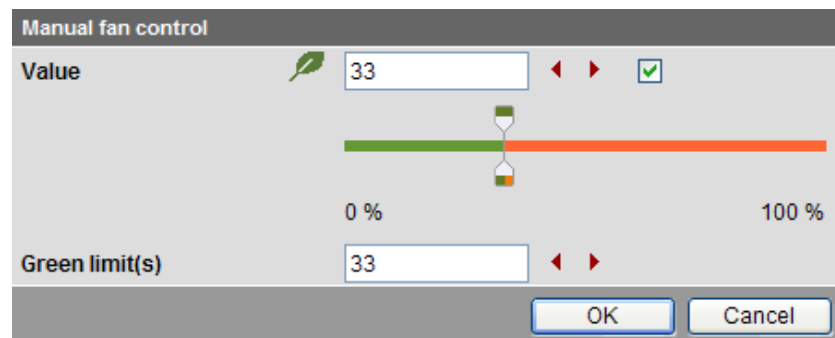 Manual fan control
Value 33
0 % 100 %
Green limit(s) 33
OK Cancel